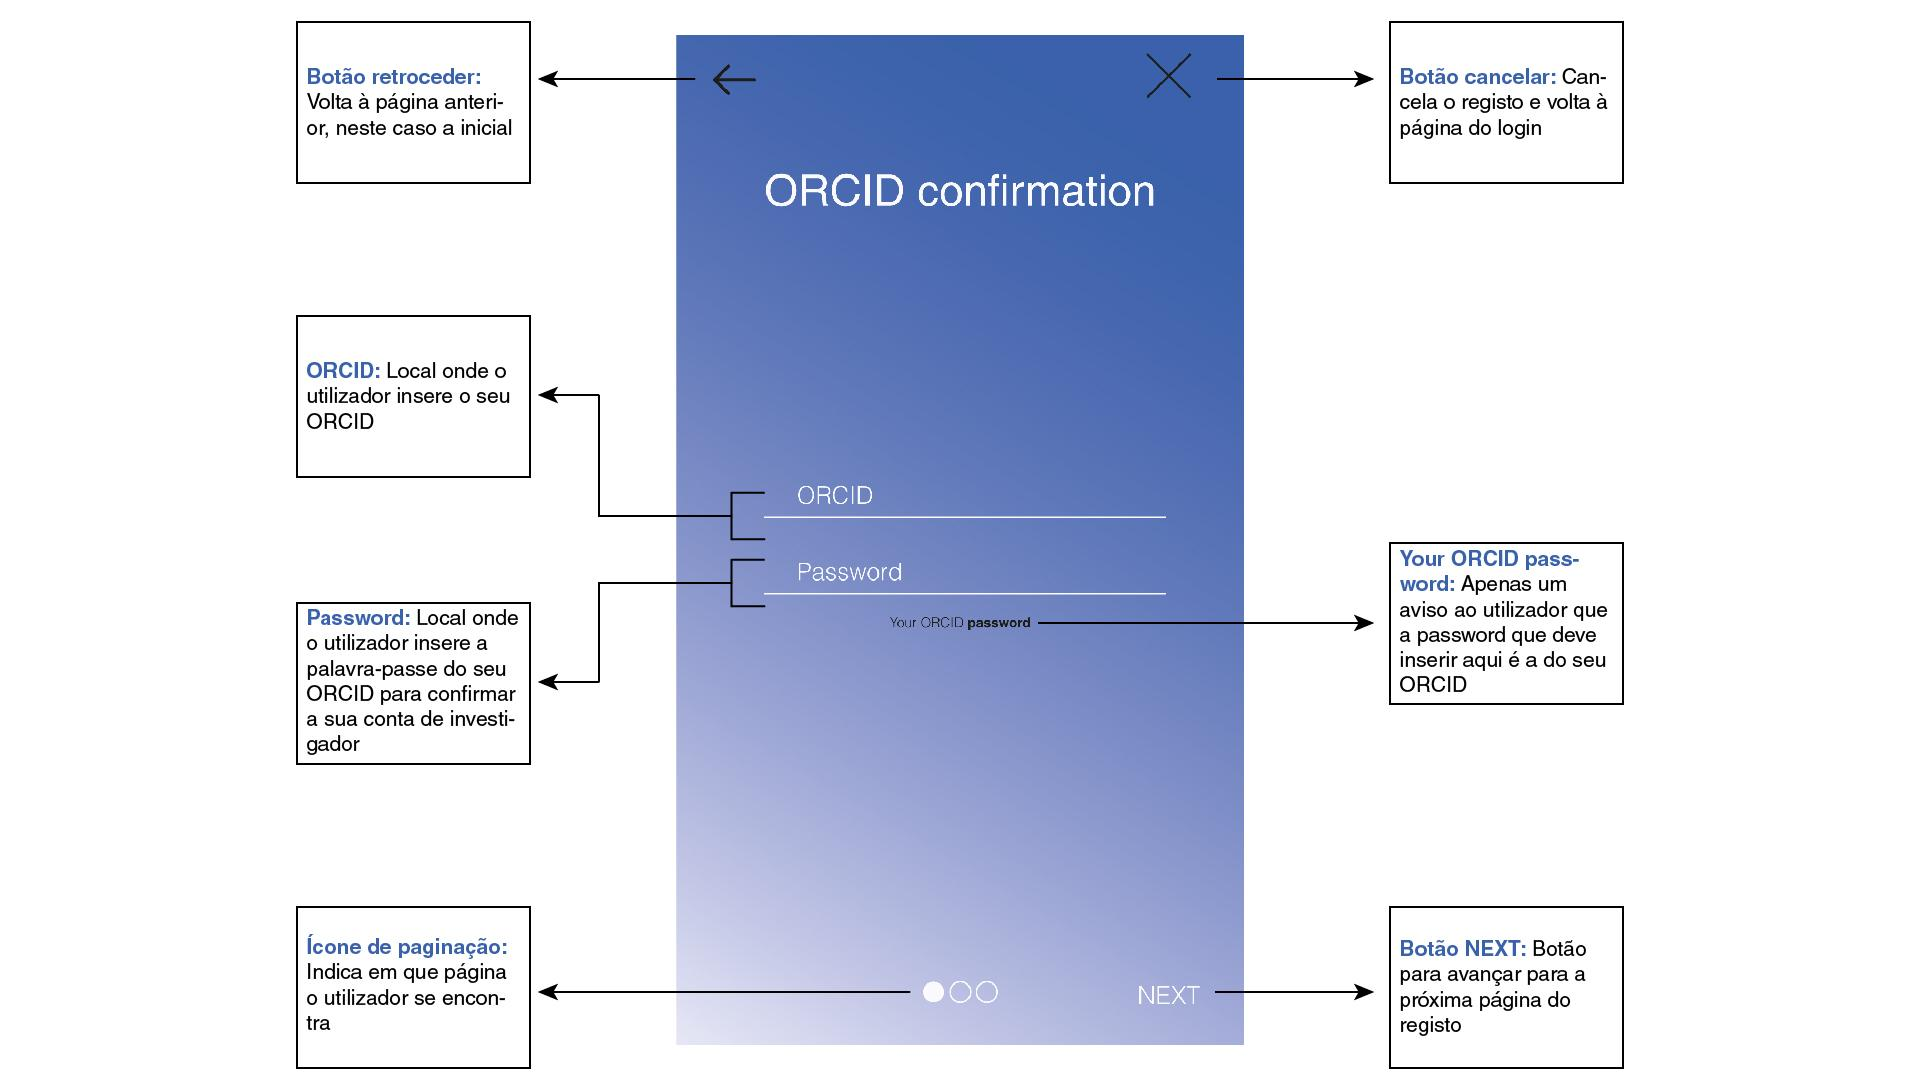 Botão retroceder:
Volta à página anteri-
or, neste caso a inicial
Botão cancelar: Can-
cela o registo e volta à
página do login
ORCID confirmation
ORCID: Local onde o
utilizador insere o seu
ORCID
ORCID
Password
Your ORCID password
Password: Local onde
o utilizador insere a
palavra-passe do seu
ORCID para confirmar
a sua conta de investi-
gador
Your ORCID pass-
word: Apenas um
aviso ao utilizador que
a password que deve
inserir aqui é a do seu
ORCID
Ícone de paginação:
Indica em que página
o utilizador se encon-
tra
NEXT
Botão NEXT: Botão
para avançar para a
próxima página do
registo